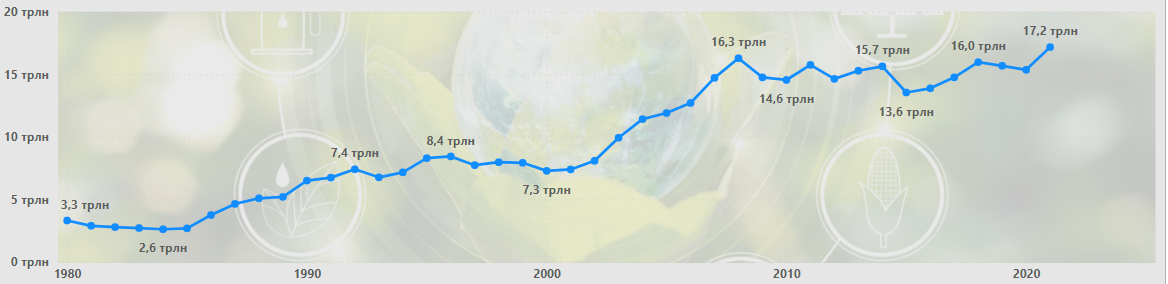 20 трлн
16,3 трлн
17,2 трлн
15,7 трлн
16,0 трлн
15 трлн
14,6 трлн
13,6 трлн
10 трлн
7,4 трлн
8,4 трлн
7,3 трлн
5 трлн
3,3 трлн
2,6 трлн
0 трлн
1980
1990
2000
2010
2020